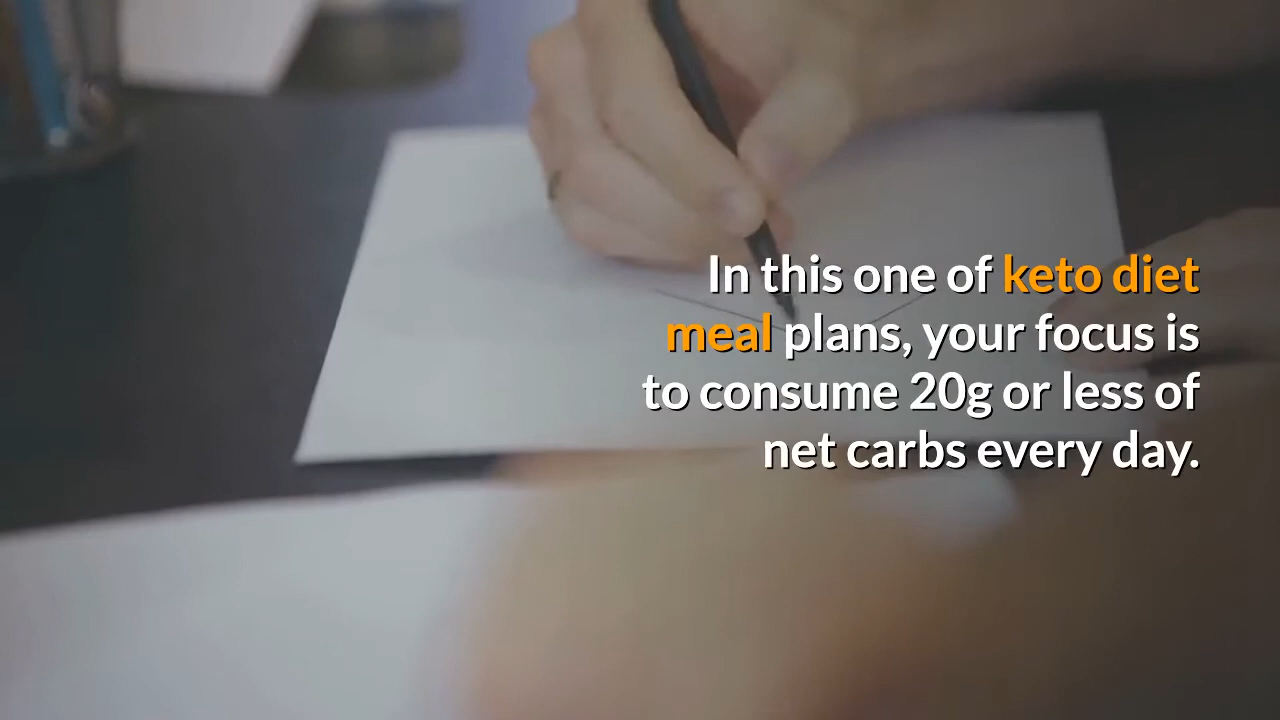 In this one of keto diet
meal plans, your focus is
to consume 20g or less of
net carbs every day.